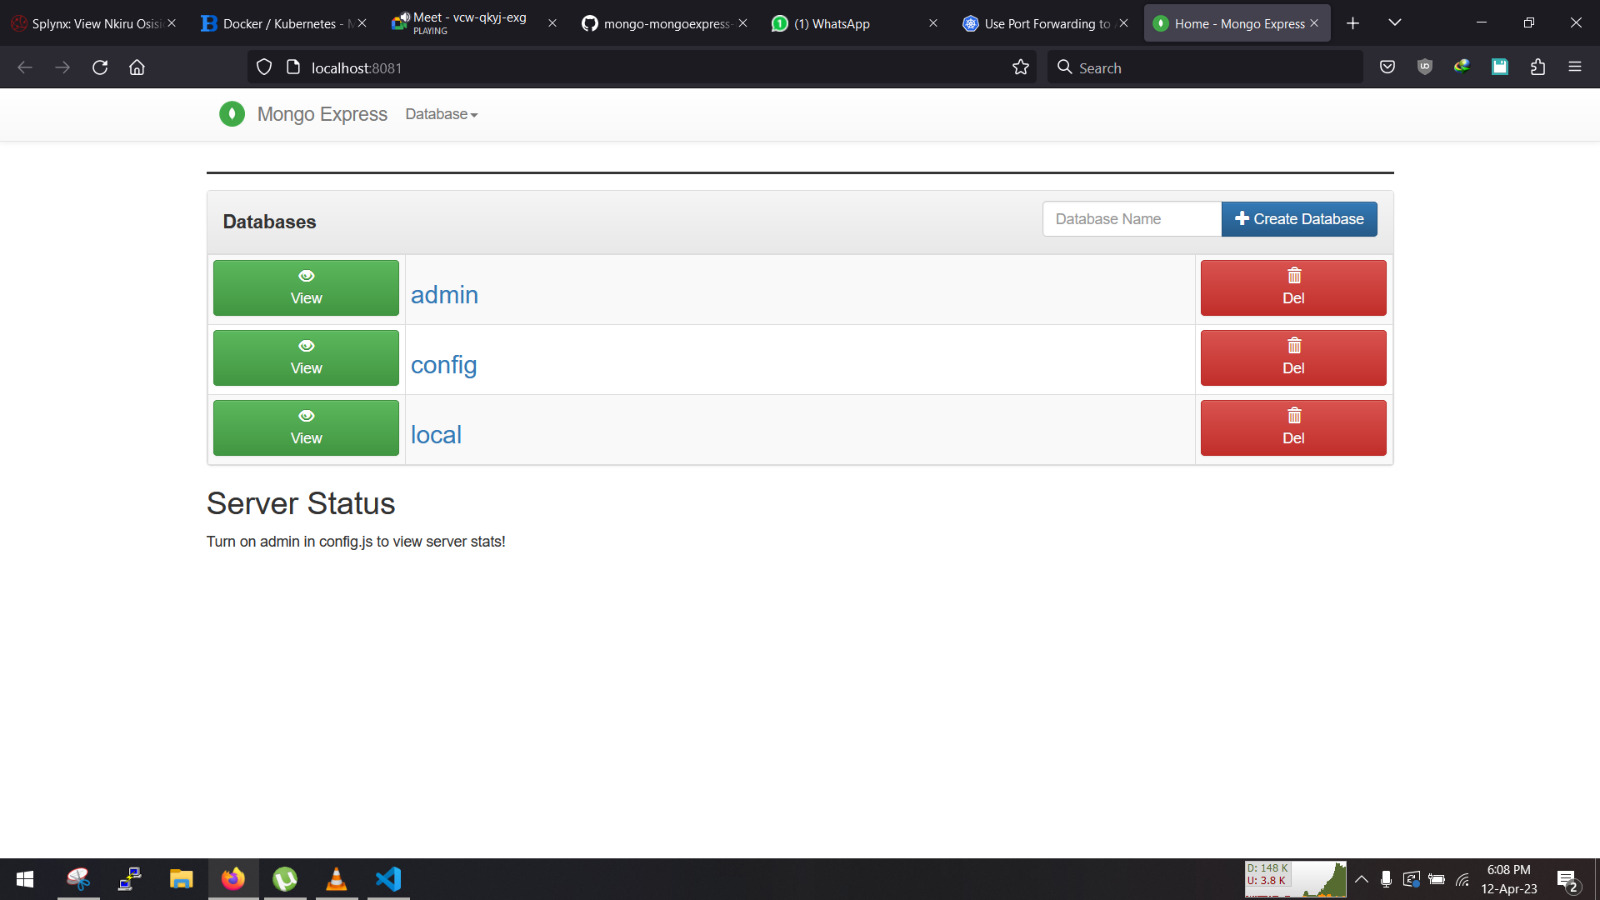 Splynx: View Nkiru Osisi
Docker / Kubernetes - M
Meet - vcw-qkyj-exg
PLAYING
mongo-mongoexpress-
(1) WhatsApp
Use Port Forwarding to A
Home - Mongo Express
localhost:8081
Search
Mongo Express
Database
Databases
Database Name
Create Database
View
admin
Del
View
config
Del
View
local
Del
Server Status
Turn on admin in config.js to view server stats!
D: 148 K
U: 3.8 K
6:08 PM
12-Apr-23
2